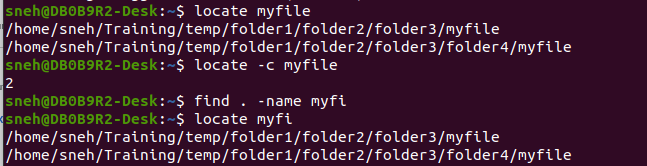 sneh@DB0B9R2-Desk:~$ locate myfile
/home/sneh/Training/temp/folder1/folder2/folder3/myfile
/home/sneh/Training/temp/folder1/folder2/folder3/folder4/myfile
sneh@DB0B9R2-Desk:~$ locate -c myfile
2
sneh@DB0B9R2-Desk:~$ find . -name myfi
sneh@DB0B9R2-Desk:~$ locate myfi
/home/sneh/Training/temp/folder1/folder2/folder3/myfile
/home/sneh/Training/temp/folder1/folder2/folder3/folder4/myfile